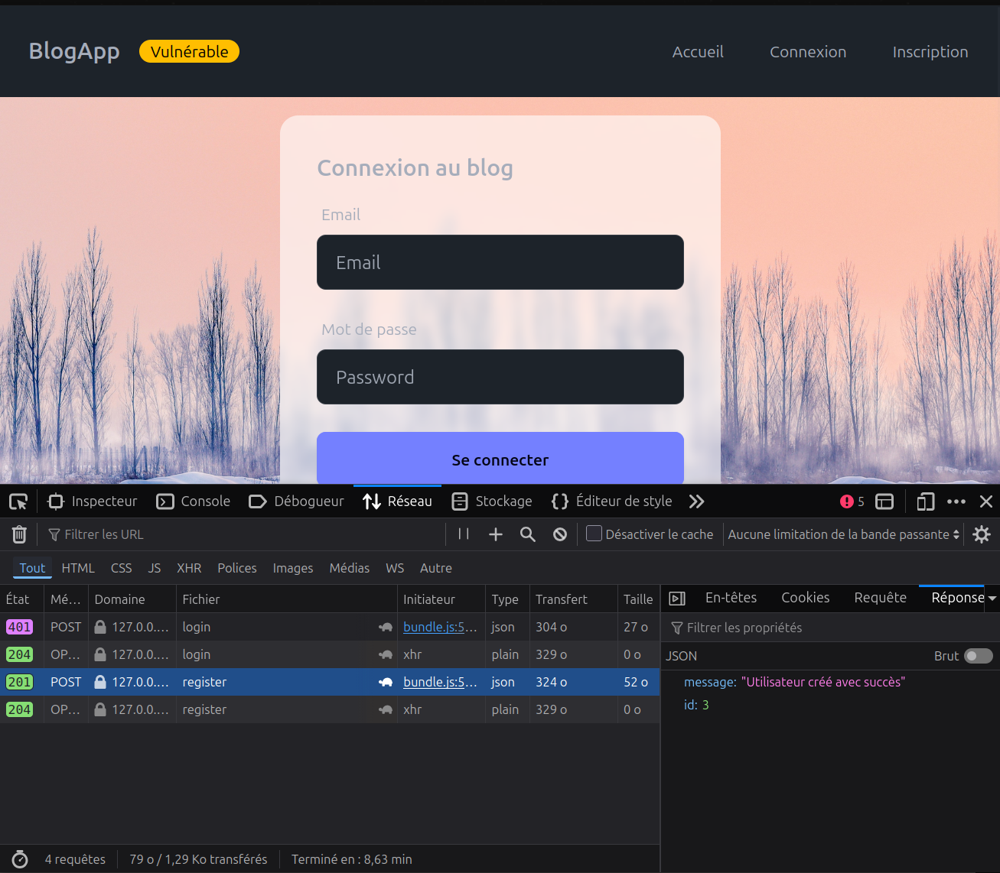 BlogApp Vulnérable Accueil Connexion Inscription
Connexion au blog
Email
Email
Mot de passe
Password
Se connecter
Inspecteur Console Débogueur Réseau Stockage Éditeur de style 5
Filtrer les URL Désactiver le cache Aucune limitation de la bande passante
Tout HTML CSS JS XHR Polices Images Médias WS Autre
État Mé… Domaine Fichier Initiateur Type Transfert Taille En-têtes Cookies Requête Réponse
401 POST 127.0.0.… login bundle.js:5… json 304 o 27 o Filtrer les propriétés
204 OP… 127.0.0.… login xhr plain 329 o 0 o JSON Brut
201 POST 127.0.0.… register bundle.js:5… json 324 o 52 o message: "Utilisateur créé avec succès"
204 OP… 127.0.0.… register xhr plain 329 o 0 o id: 3
4 requêtes 79 o / 1,29 Ko transférés Terminé en : 8,63 min